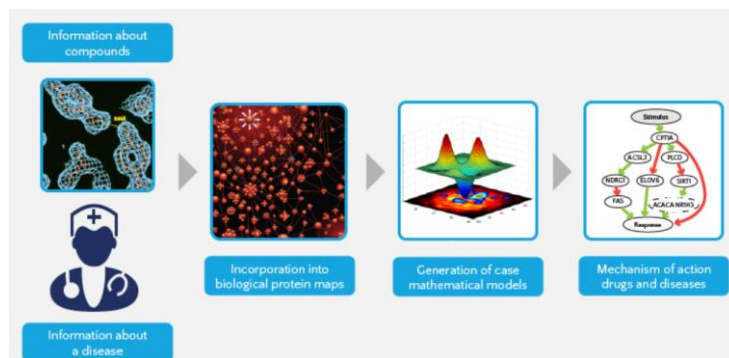 Information about
compounds
Information about
a disease
Incorporation into
biological protein maps
Generation of case
mathematical models
Stimulus
CPT1A
ACSL3
PLCD
NDRG1
ELOVL6
SIRT1
FAS
ACACA
NR1H3
Response
Mechanism of action
drugs and diseases